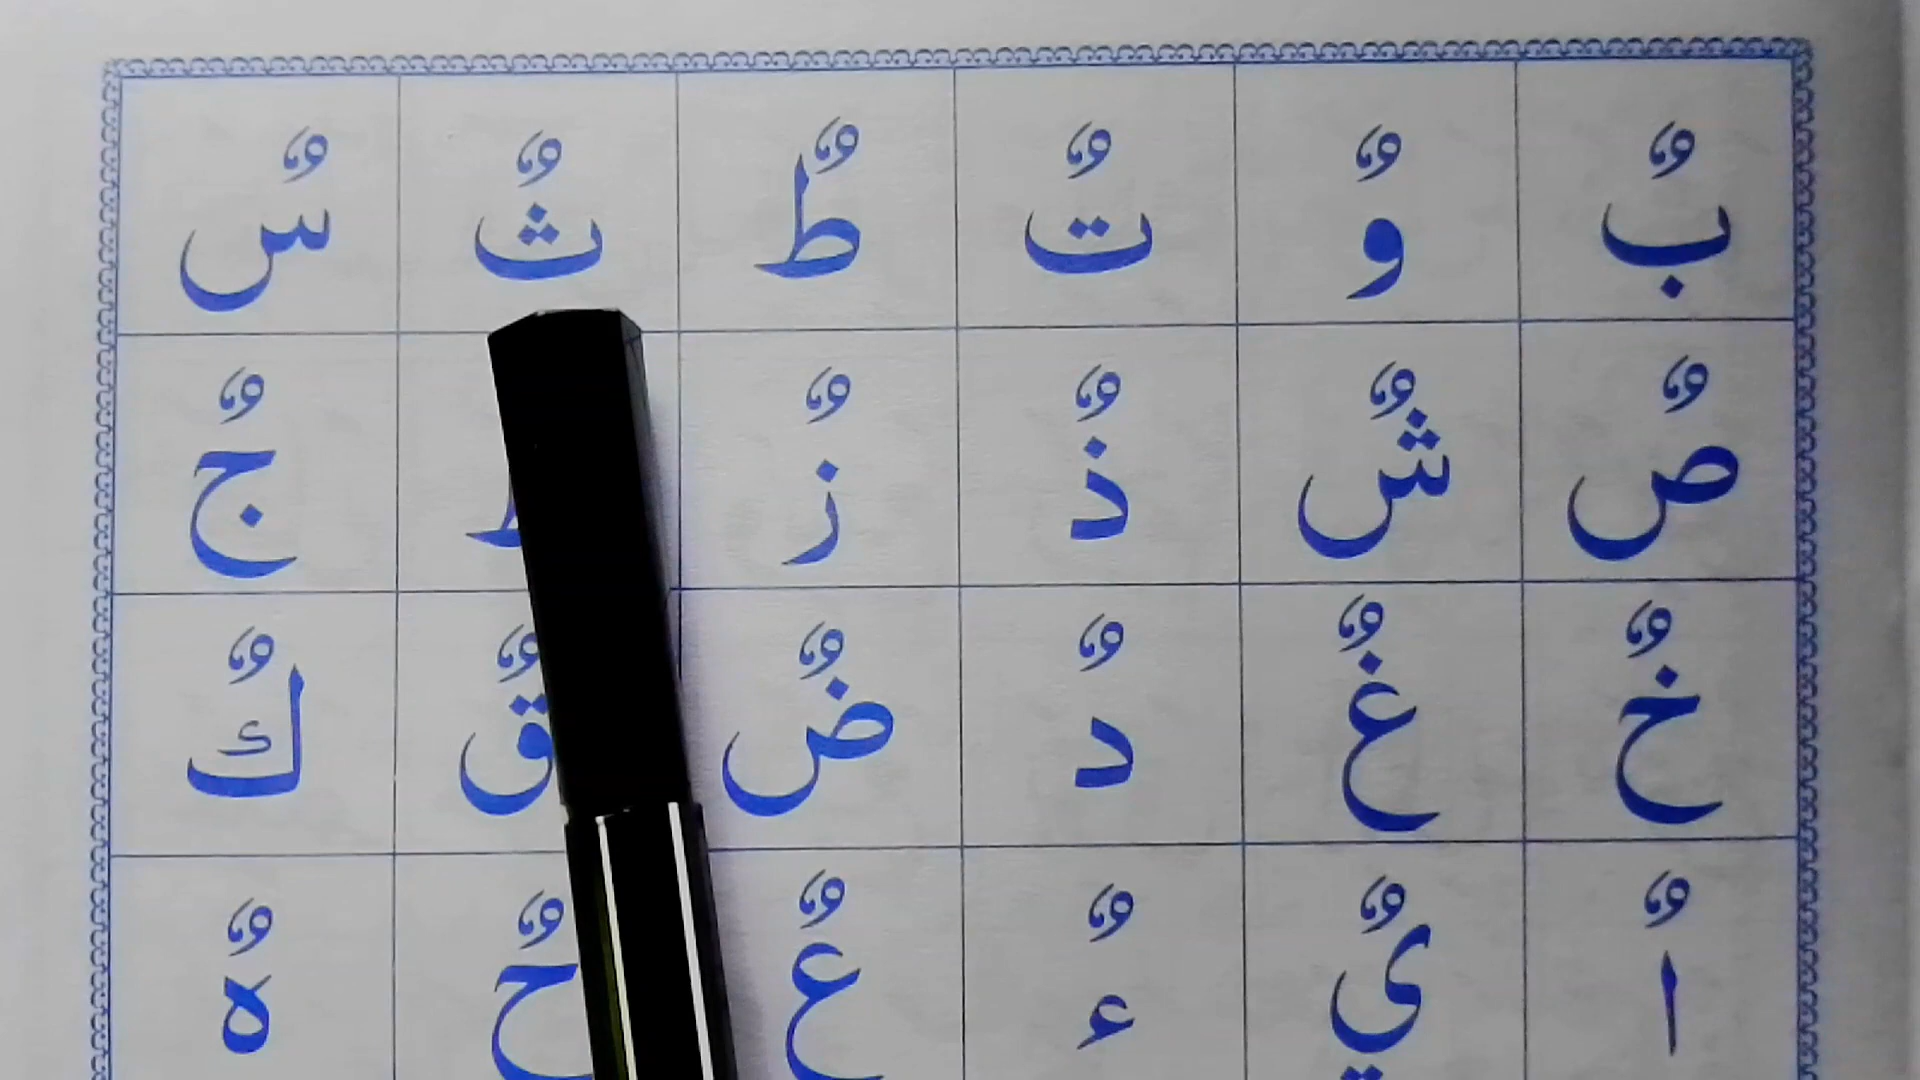 بٌ وٌ تٌ طٌ ثٌ سٌ
صٌ شٌ ذٌ زٌ جٌ
خٌ غٌ دٌ ضٌ قٌ كٌ
اٌ يٌ ءٌ عٌ حٌ هٌ